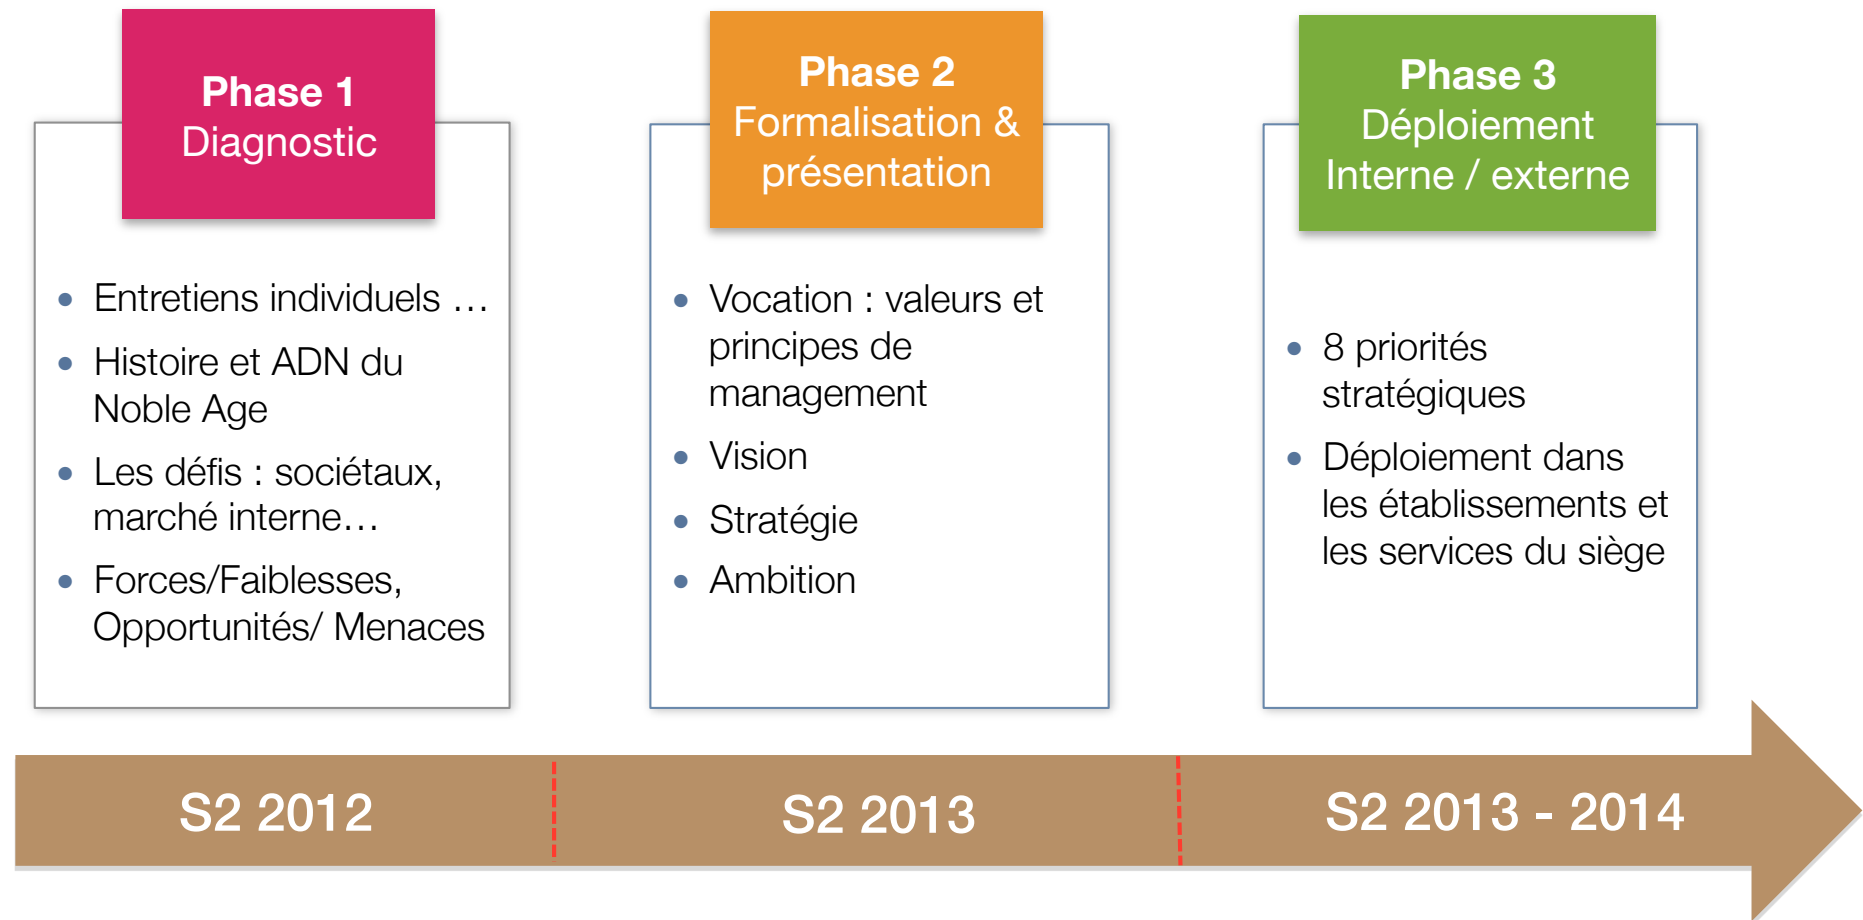 Phase 1
Diagnostic
• Entretiens individuels …
• Histoire et ADN du
Noble Age
• Les défis : sociétaux,
marché interne…
• Forces/Faiblesses,
Opportunités/ Menaces
Phase 2
Formalisation &
présentation
• Vocation : valeurs et
principes de
management
• Vision
• Stratégie
• Ambition
Phase 3
Déploiement
Interne / externe
• 8 priorités
stratégiques
• Déploiement dans
les établissements et
les services du siège
S2 2012
S2 2013
S2 2013 - 2014